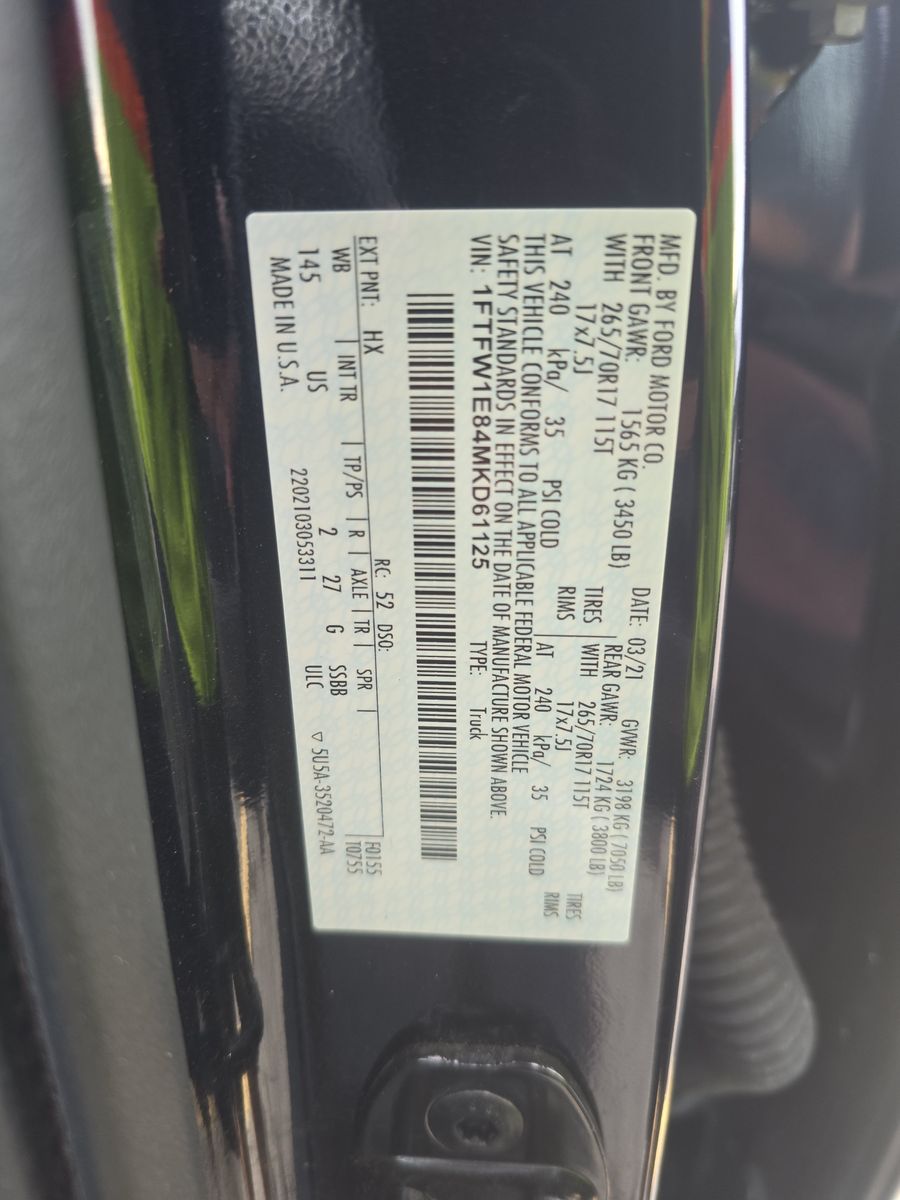 MFD. BY FORD MOTOR CO.
DATE: 03/21 GVWR: 3198 KG ( 7050 LB)
FRONT GAWR: 1565 KG ( 3450 LB) REAR GAWR: 1724 KG ( 3800 LB)
WITH 265/70R17 115T TIRES WITH 265/70R17 115T TIRES
17x7.5J RIMS 17x7.5J RIMS
AT 240 kPa/ 35 PSI COLD AT 240 kPa/ 35 PSI COLD
THIS VEHICLE CONFORMS TO ALL APPLICABLE FEDERAL MOTOR VEHICLE
SAFETY STANDARDS IN EFFECT ON THE DATE OF MANUFACTURE SHOWN ABOVE.
VIN: 1FTFW1E84MKD61125 TYPE: Truck
EXT PNT: HX RC: 52 DSO: F0155
WB | INT TR | TP/PS | R | AXLE | TR | SPR | 10755
145 US 2 27 G SSBB
MADE IN U.S.A. 2202103053311 ULC ▽ 5U5A-3520472-AA